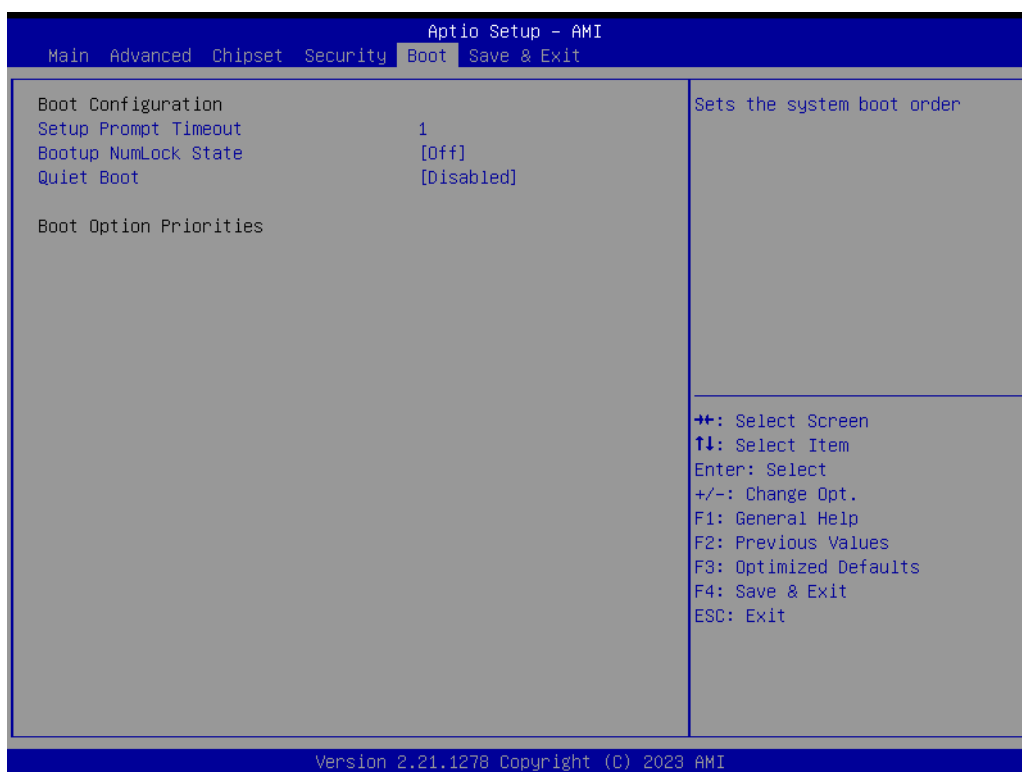 Aptio Setup - AMI
Main Advanced Chipset Security Boot Save & Exit
Boot Configuration
Setup Prompt Timeout 1
Bootup NumLock State [Off]
Quiet Boot [Disabled]
Boot Option Priorities
Sets the system boot order
→←: Select Screen
↑↓: Select Item
Enter: Select
+/-: Change Opt.
F1: General Help
F2: Previous Values
F3: Optimized Defaults
F4: Save & Exit
ESC: Exit
Version 2.21.1278 Copyright (C) 2023 AMI